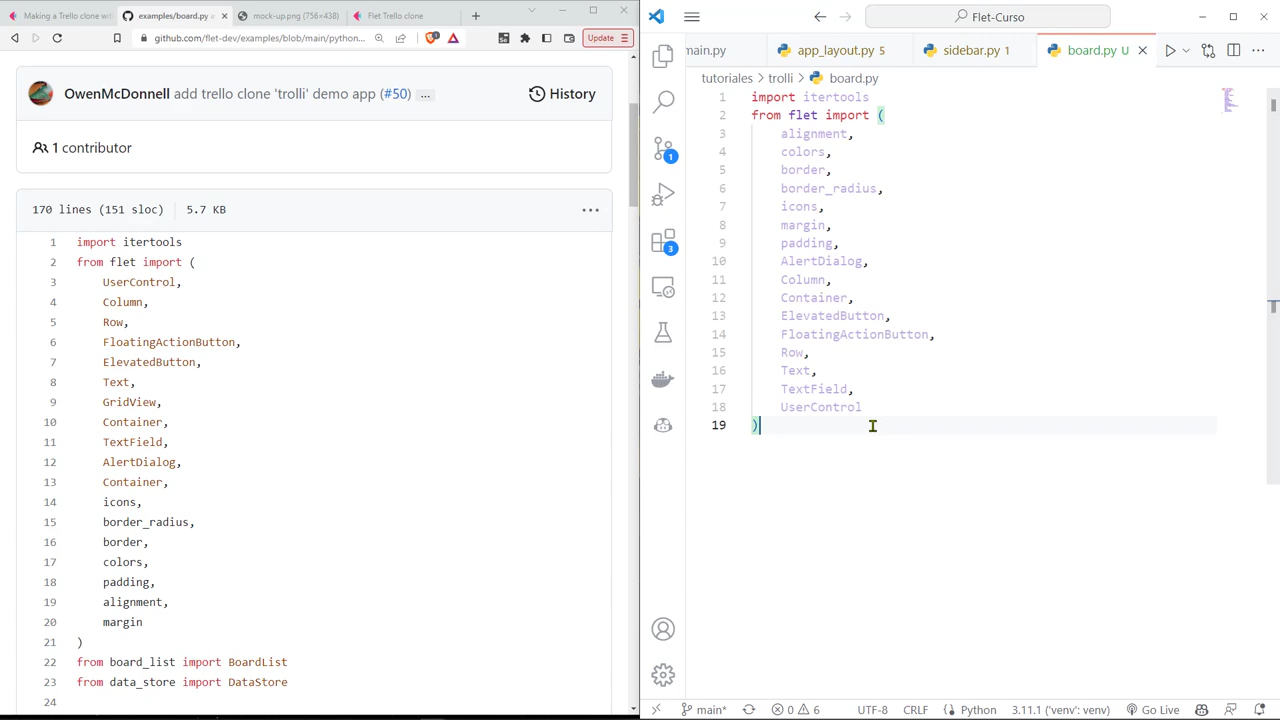 Making a Trello clone with
examples/board.py a
mock-up.png (756×438)
Flet Trello clone
github.com/flet-dev/examples/blob/main/python...
Update
OwenMcDonnell add trello clone 'trolli' demo app (#50) ...
History
1 contributor
170 lin sloc) 5.7 KB
1 import itertools
2 from flet import (
3 UserControl,
4 Column,
5 Row,
6 FloatingActionButton,
7 ElevatedButton,
8 Text,
9 GridView,
10 Container,
11 TextField,
12 AlertDialog,
13 Container,
14 icons,
15 border_radius,
16 border,
17 colors,
18 padding,
19 alignment,
20 margin
21 )
22 from board_list import BoardList
23 from data_store import DataStore
24
Flet-Curso
main.py
app_layout.py 5
sidebar.py 1
board.py U
tutoriales > trolli > board.py
1 import itertools
2 from flet import (
3 alignment,
4 colors,
5 border,
6 border_radius,
7 icons,
8 margin,
9 padding,
10 AlertDialog,
11 Column,
12 Container,
13 ElevatedButton,
14 FloatingActionButton,
15 Row,
16 Text,
17 TextField,
18 UserControl
19 )
1
3
main* 0 6 UTF-8 CRLF Python 3.11.1 ('venv': venv) Go Live